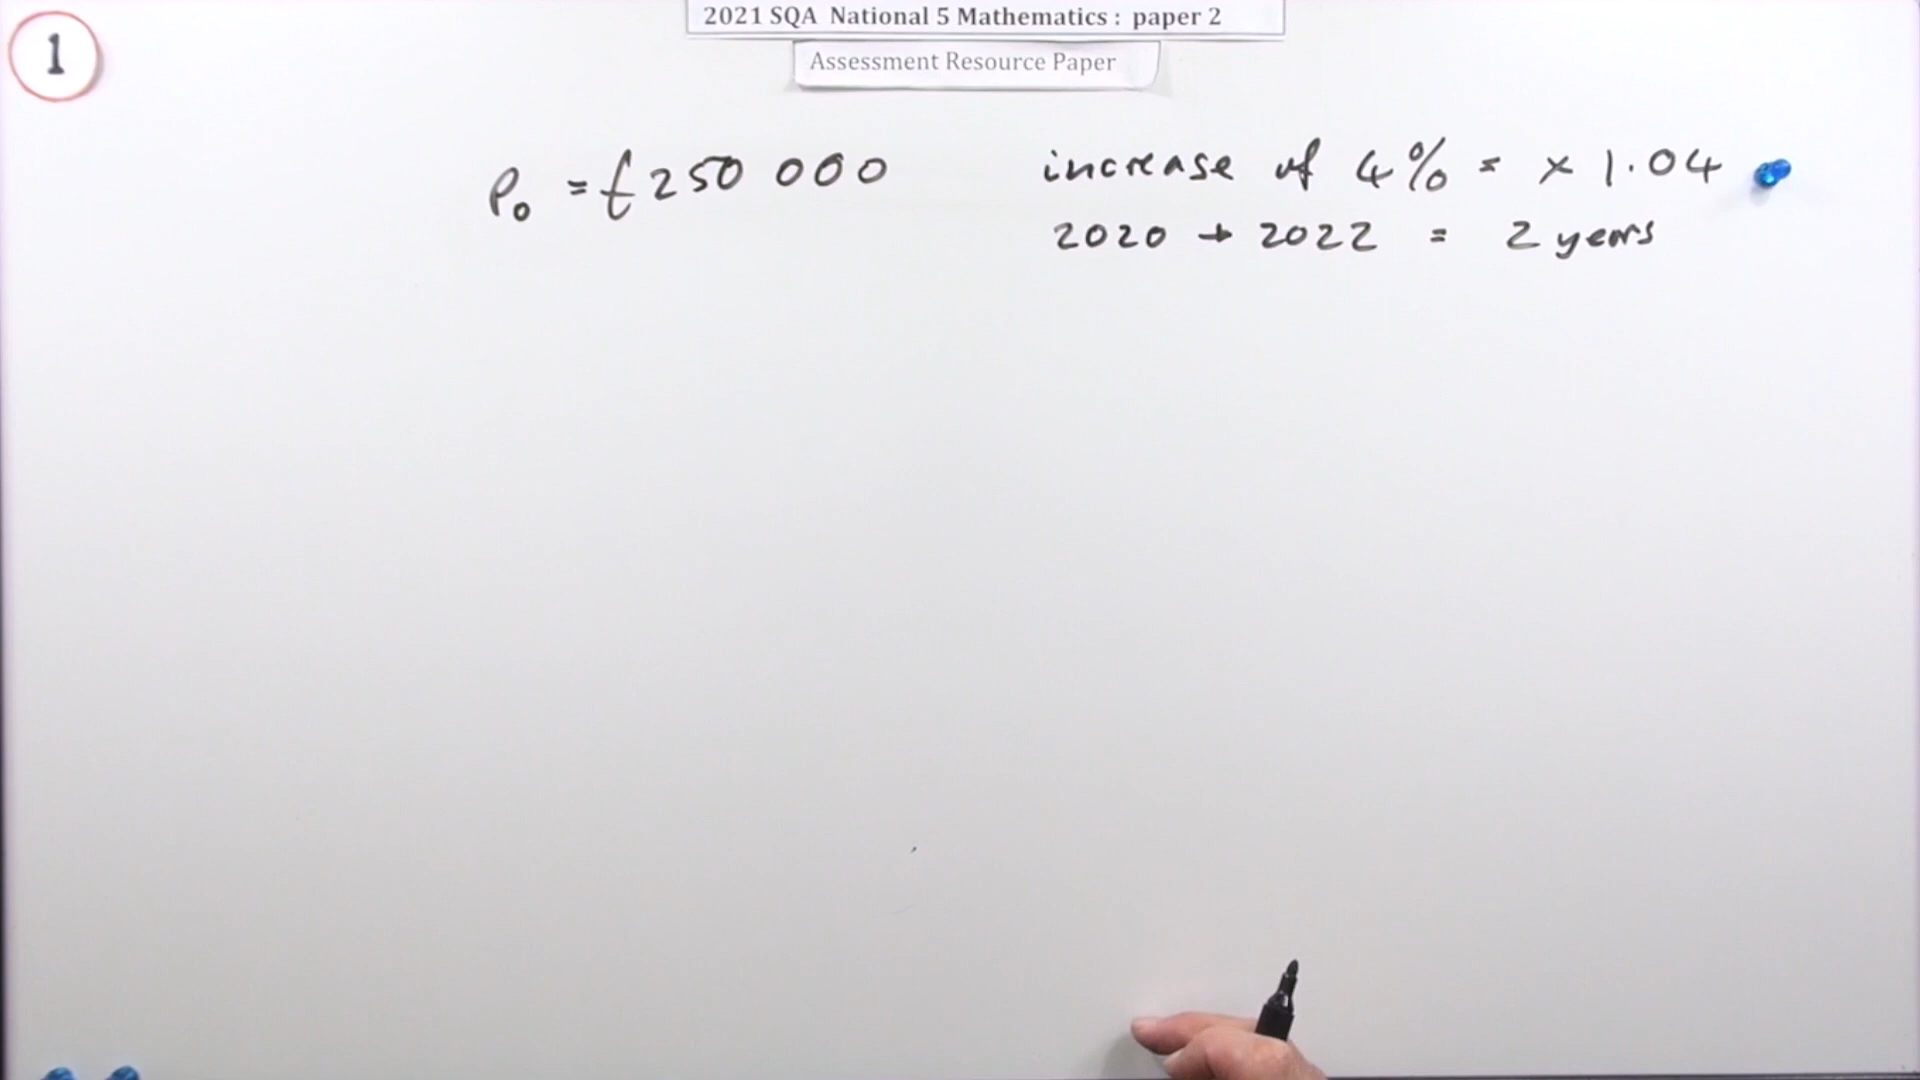 1
2021 SQA National 5 Mathematics : paper 2
Assessment Resource Paper
P₀ = £250 000
increase of 4% = × 1.04
2020 → 2022 = 2 years